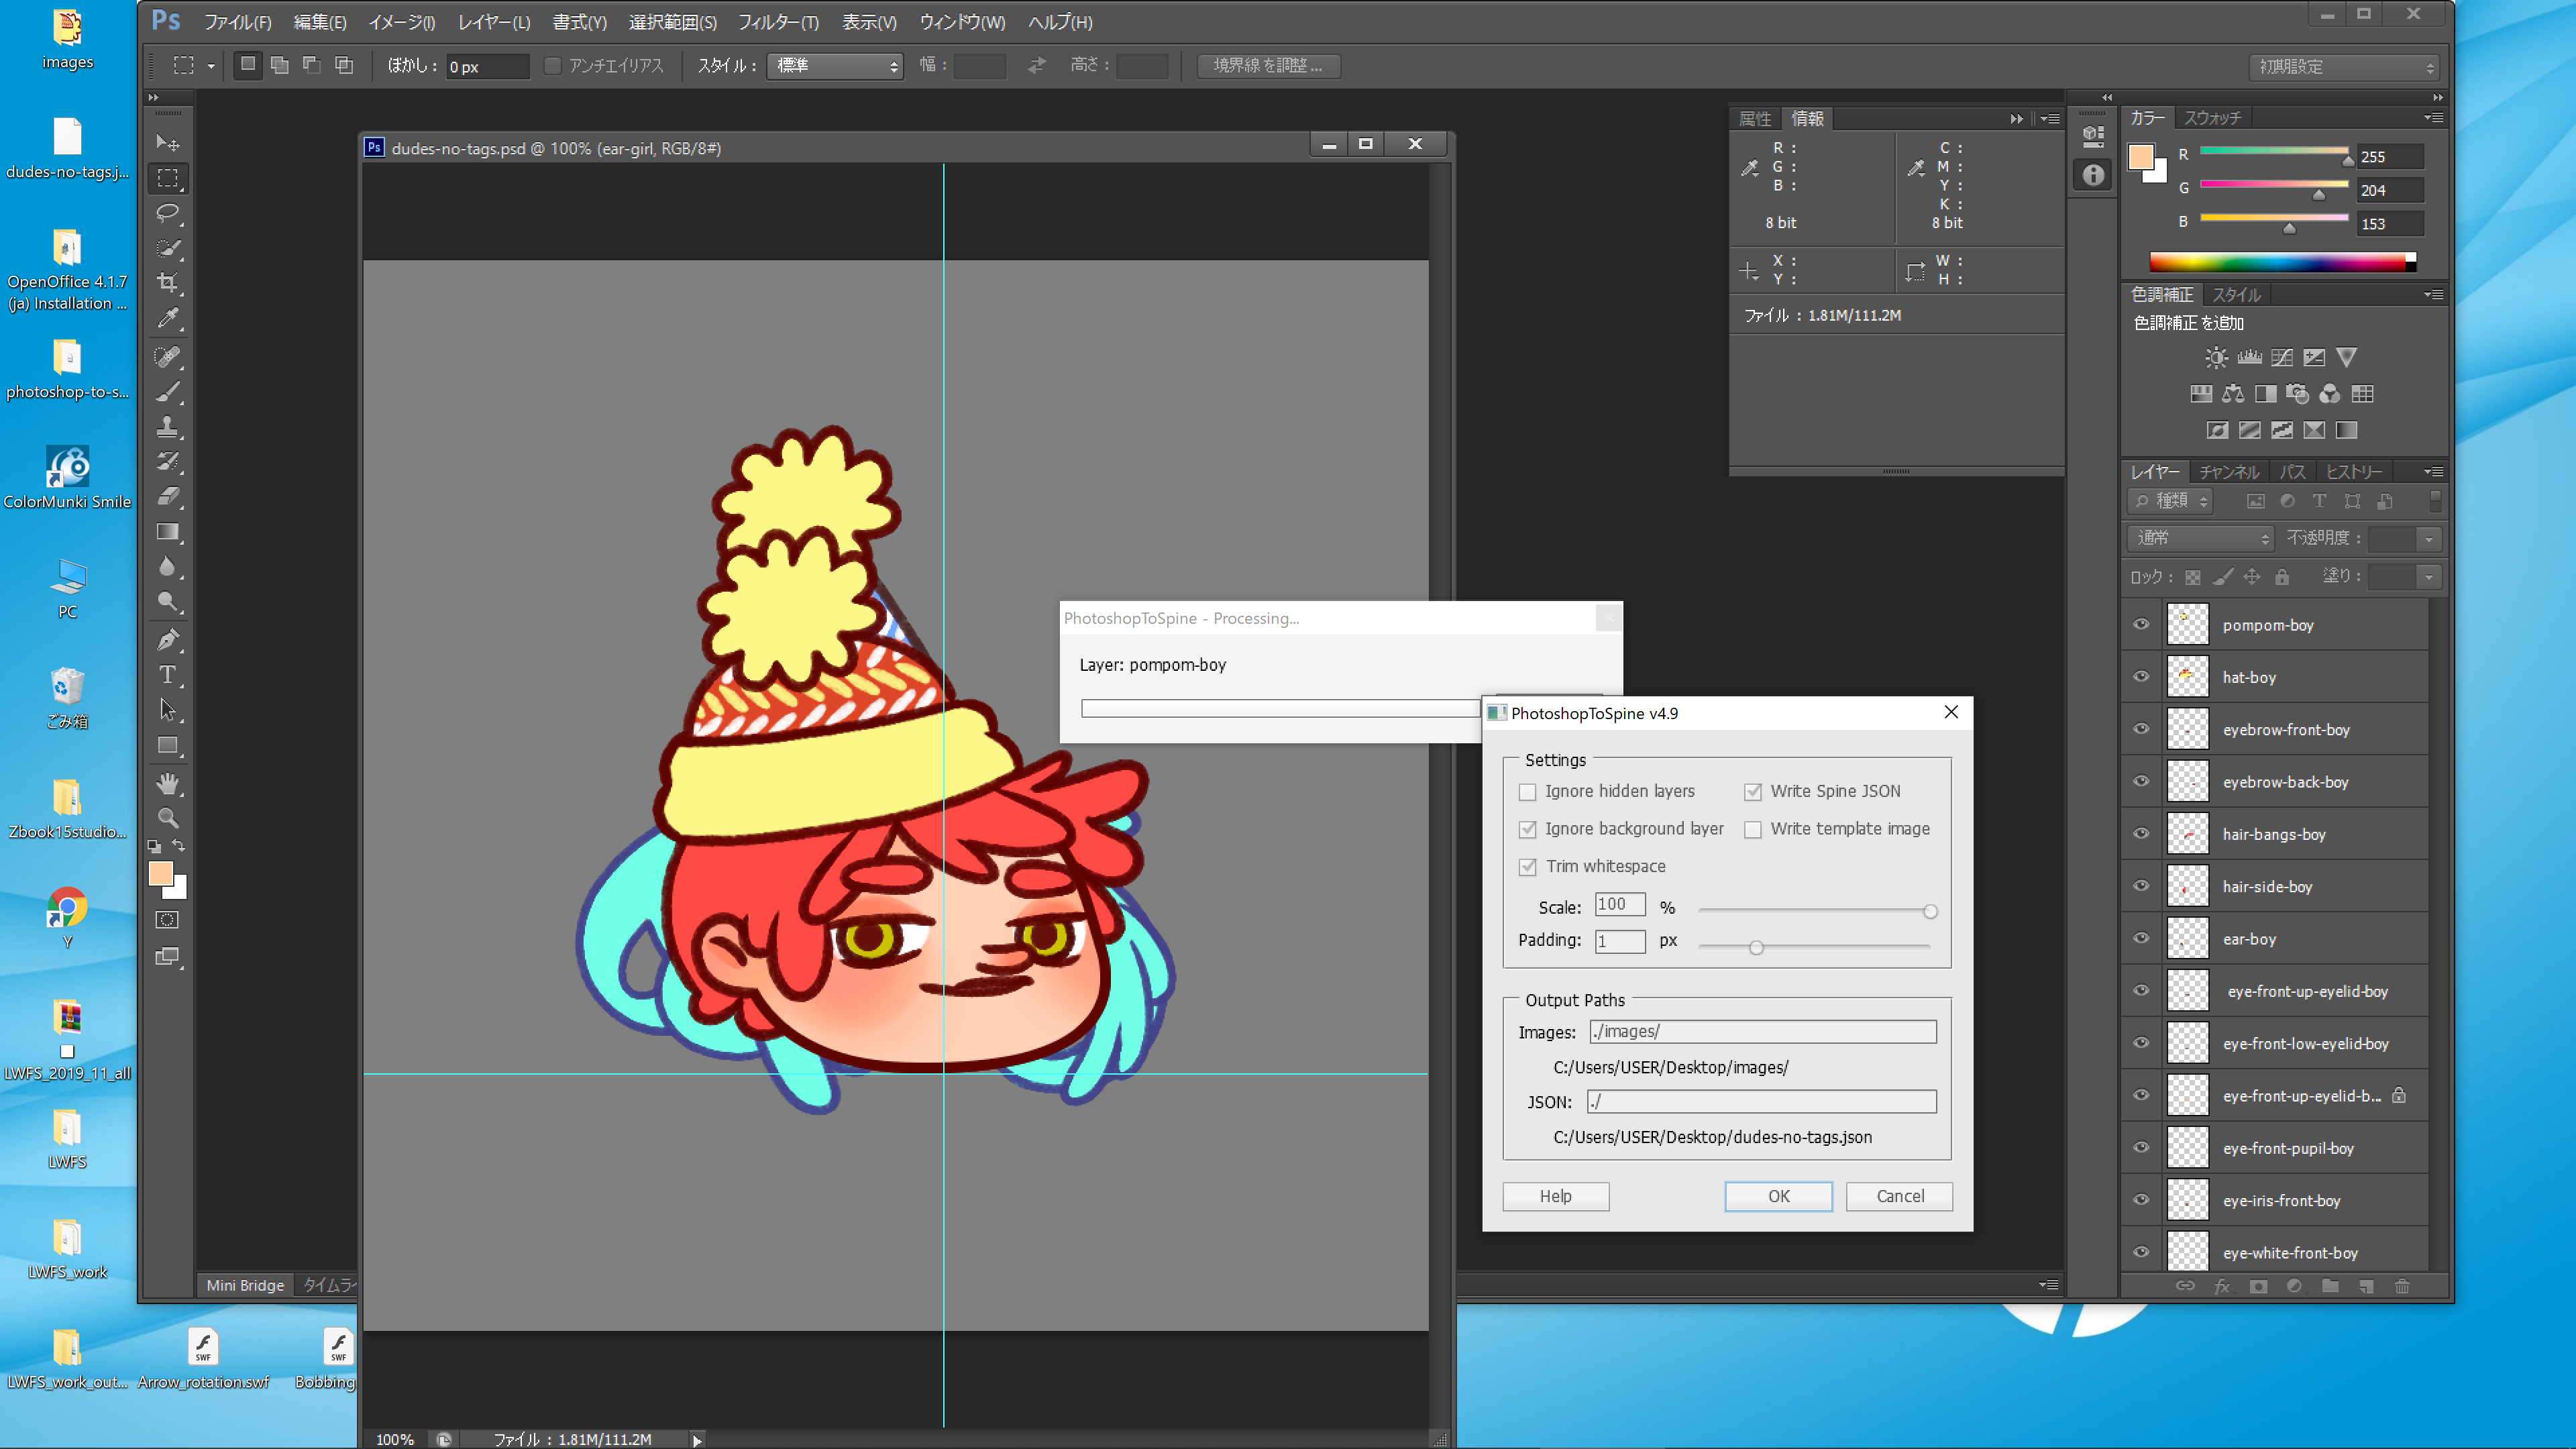 images
dudes-no-tags.j...
OpenOffice 4.1.7
(ja) Installation ...
photoshop-to-s...
ColorMunki Smile
PC
ごみ箱
Zbook15studio...
Y
LWFS_2019_11_all
LWFS
LWFS_work
LWFS_work_out...
SWF
Arrow_rotation.swf
SWF
Bobbing
Ps ファイル(F) 編集(E) イメージ(I) レイヤー(L) 書式(Y) 選択範囲(S) フィルター(T) 表示(V) ウィンドウ(W) ヘルプ(H)
ぼかし : 0 px アンチエイリアス スタイル : 標準 幅 : 高さ : 境界線を調整 ... 初期設定
Ps dudes-no-tags.psd @ 100% (ear-girl, RGB/8#)
100% ファイル : 1.81M/111.2M
Mini Bridge タイムライ
PhotoshopToSpine - Processing...
Layer: pompom-boy
PhotoshopToSpine v4.9
Settings
Ignore hidden layers Write Spine JSON
Ignore background layer Write template image
Trim whitespace
Scale: 100 %
Padding: 1 px
Output Paths
Images: ./images/
C:/Users/USER/Desktop/images/
JSON: ./
C:/Users/USER/Desktop/dudes-no-tags.json
Help OK Cancel
属性 情報
R : C :
G : M :
B : Y :
K :
8 bit 8 bit
X : W :
Y : H :
ファイル : 1.81M/111.2M
カラー スウォッチ
R 255
G 204
B 153
色調補正 スタイル
色調補正を追加
レイヤー チャンネル パス ヒストリー
種類
通常 不透明度 :
ロック : 塗り :
pompom-boy
hat-boy
eyebrow-front-boy
eyebrow-back-boy
hair-bangs-boy
hair-side-boy
ear-boy
eye-front-up-eyelid-boy
eye-front-low-eyelid-boy
eye-front-up-eyelid-b...
eye-front-pupil-boy
eye-iris-front-boy
eye-white-front-boy
fx